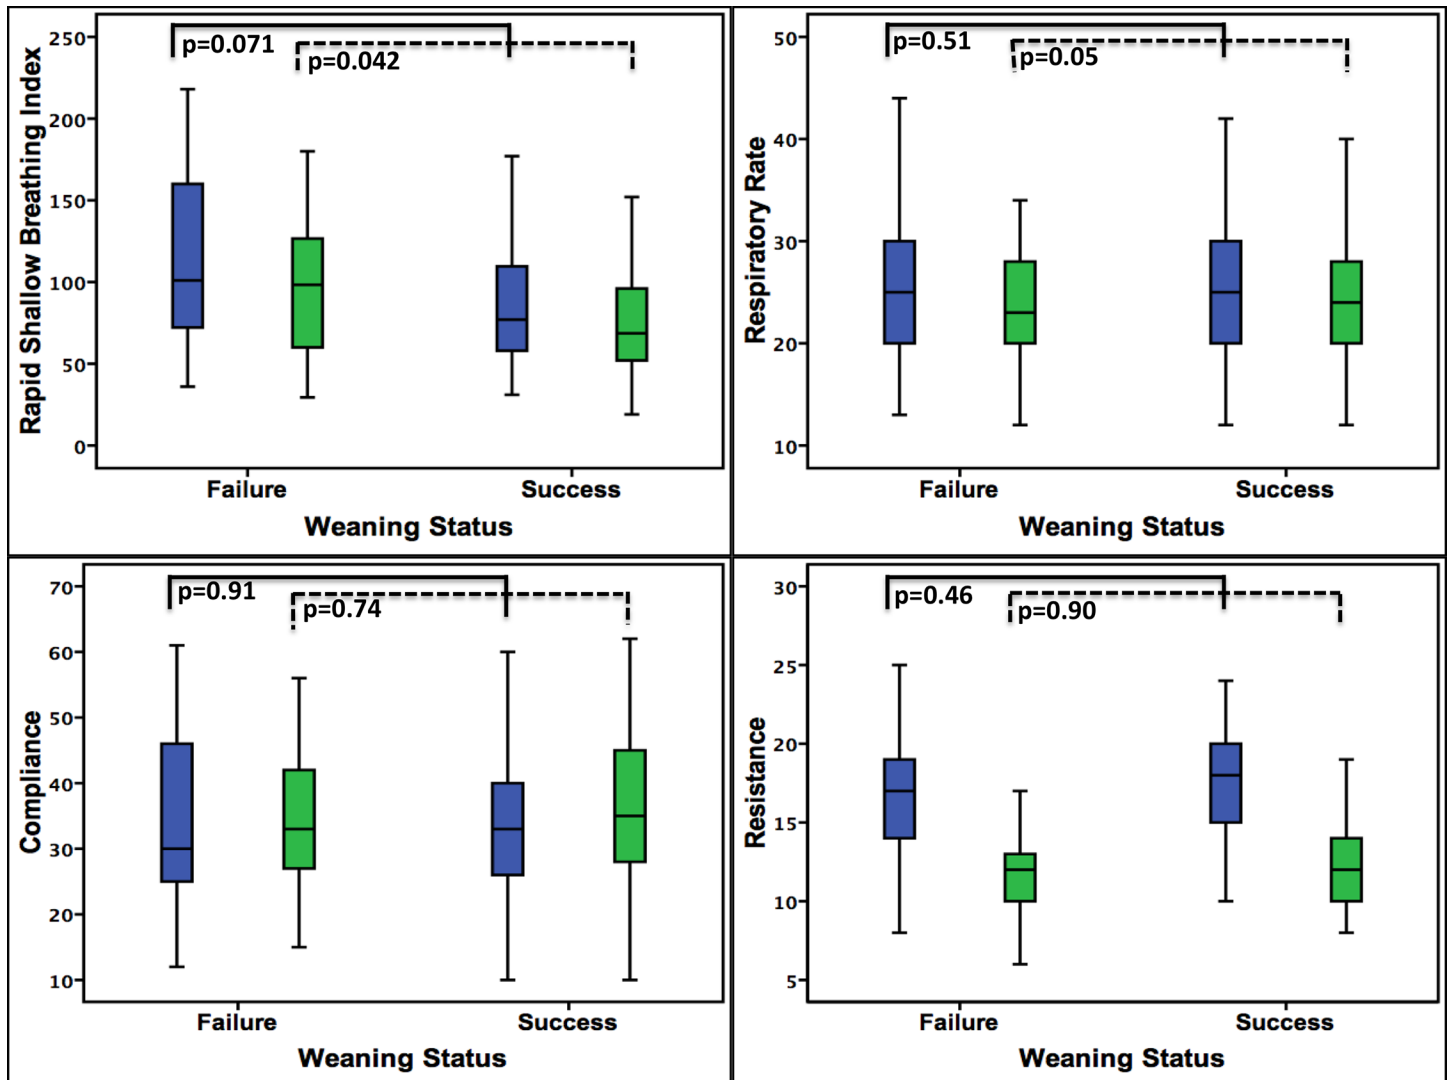 Rapid Shallow Breathing Index
250
200
150
100
50
0
p=0.071
p=0.042
Failure
Success
Weaning Status
Respiratory Rate
50
40
30
20
10
p=0.51
p=0.05
Failure
Success
Weaning Status
Compliance
70
60
50
40
30
20
10
p=0.91
p=0.74
Failure
Success
Weaning Status
Resistance
30
25
20
15
10
5
p=0.46
p=0.90
Failure
Success
Weaning Status